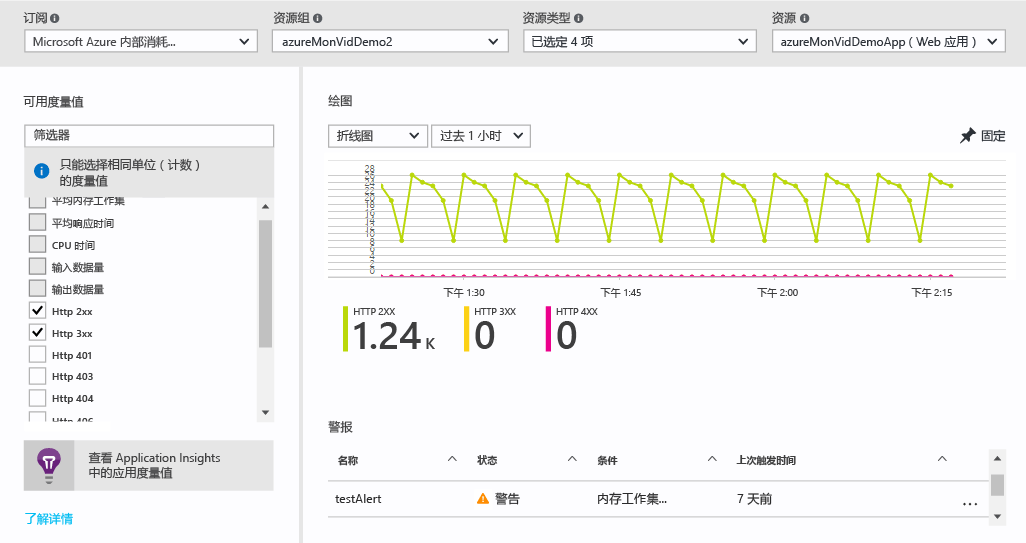 订阅
资源组
资源类型
资源
Microsoft Azure 内部消耗...
azureMonVidDemo2
已选定 4 项
azureMonVidDemoApp ( Web 应用 )
可用度量值
筛选器
只能选择相同单位 ( 计数 )
的度量值
平均内存工作集
平均响应时间
CPU 时间
输入数据量
输出数据量
Http 2xx
Http 3xx
Http 401
Http 403
Http 404
Http 406
查看 Application Insights
中的应用度量值
了解详情
绘图
折线图
过去 1 小时
固定
28
26
24
22
20
18
16
14
12
10
8
6
4
2
0
下午 1:30
下午 1:45
下午 2:00
下午 2:15
HTTP 2XX
1.24 K
HTTP 3XX
0
HTTP 4XX
0
警报
名称
状态
条件
上次触发时间
testAlert
警告
内存工作集...
7 天前
...